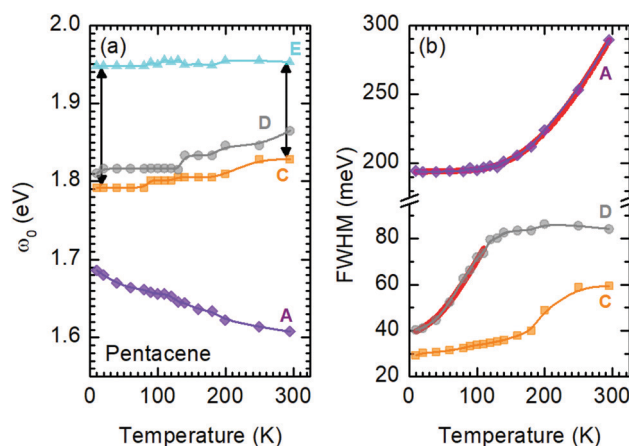 (a)
E
D
C
A
Pentacene
2.0
1.9
1.8
1.7
1.6
ω₀ (eV)
0 100 200 300
Temperature (K)
(b)
A
D
C
300
250
200
80
60
40
20
FWHM (meV)
0 100 200 300
Temperature (K)